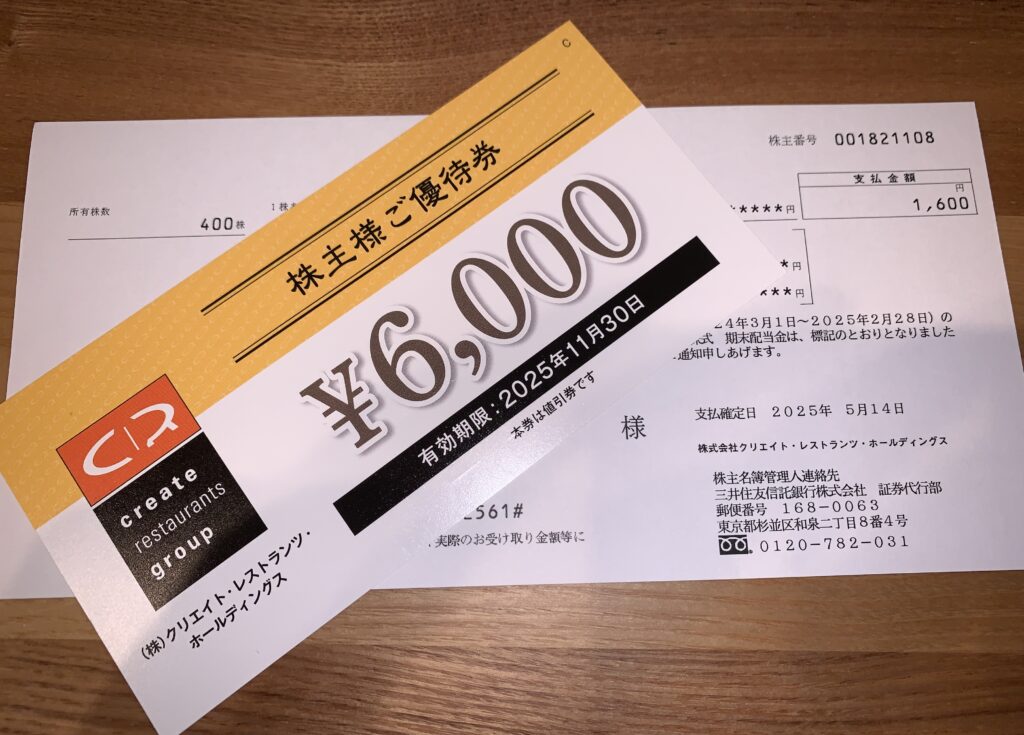 C
株主様ご優待券
¥6,000
有効期限:2025年11月30日
本券は値引券です
CR
create
restaurants
group
(株)クリエイト・レストランツ・
ホールディングス
株主番号 001821108
所有株数
400株
1株
支払金額
円
****円
1,600
*円
***円
24年3月1日~2025年2月28日)の
式 期末配当金は、標記のとおりとなりました
通知申しあげます。
様
支払確定日 2025年 5月14日
株式会社クリエイト・レストランツ・ホールディングス
株主名簿管理人連絡先
三井住友信託銀行株式会社 証券代行部
郵便番号 168-0063
東京都杉並区和泉二丁目8番4号
0120-782-031
2561#
実際のお受け取り金額等に